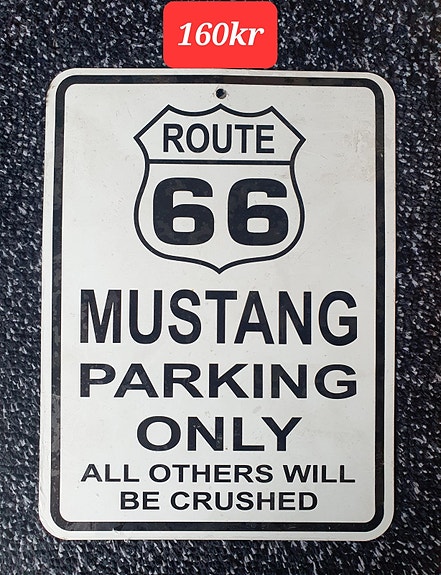 160kr
ROUTE
66
MUSTANG
PARKING
ONLY
ALL OTHERS WILL
BE CRUSHED